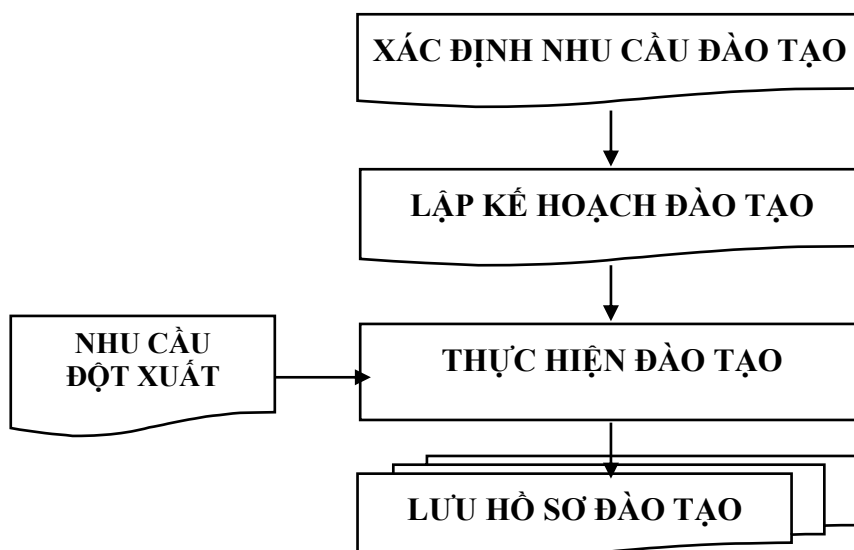 XÁC ĐỊNH NHU CẦU ĐÀO TẠO
LẬP KẾ HOẠCH ĐÀO TẠO
NHU CẦU
ĐỘT XUẤT
THỰC HIỆN ĐÀO TẠO
LƯU HỒ SƠ ĐÀO TẠO